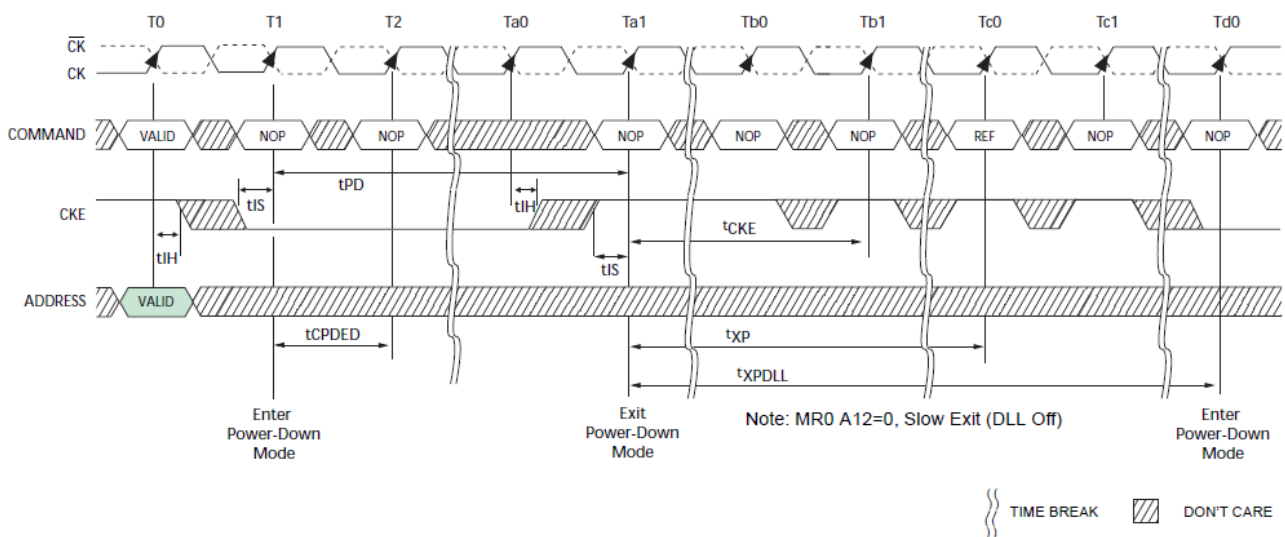 T0 T1 T2 Ta0 Ta1 Tb0 Tb1 Tc0 Tc1 Td0
CK
CK
COMMAND VALID NOP NOP NOP NOP NOP REF NOP NOP
tPD
tIS tIH
CKE
tCKE
tIH tIS
ADDRESS VALID
tCPDED tXP
tXPDLL
Enter
Power-Down
Mode
Exit
Power-Down
Mode
Note: MR0 A12=0, Slow Exit (DLL Off)
Enter
Power-Down
Mode
TIME BREAK DON'T CARE